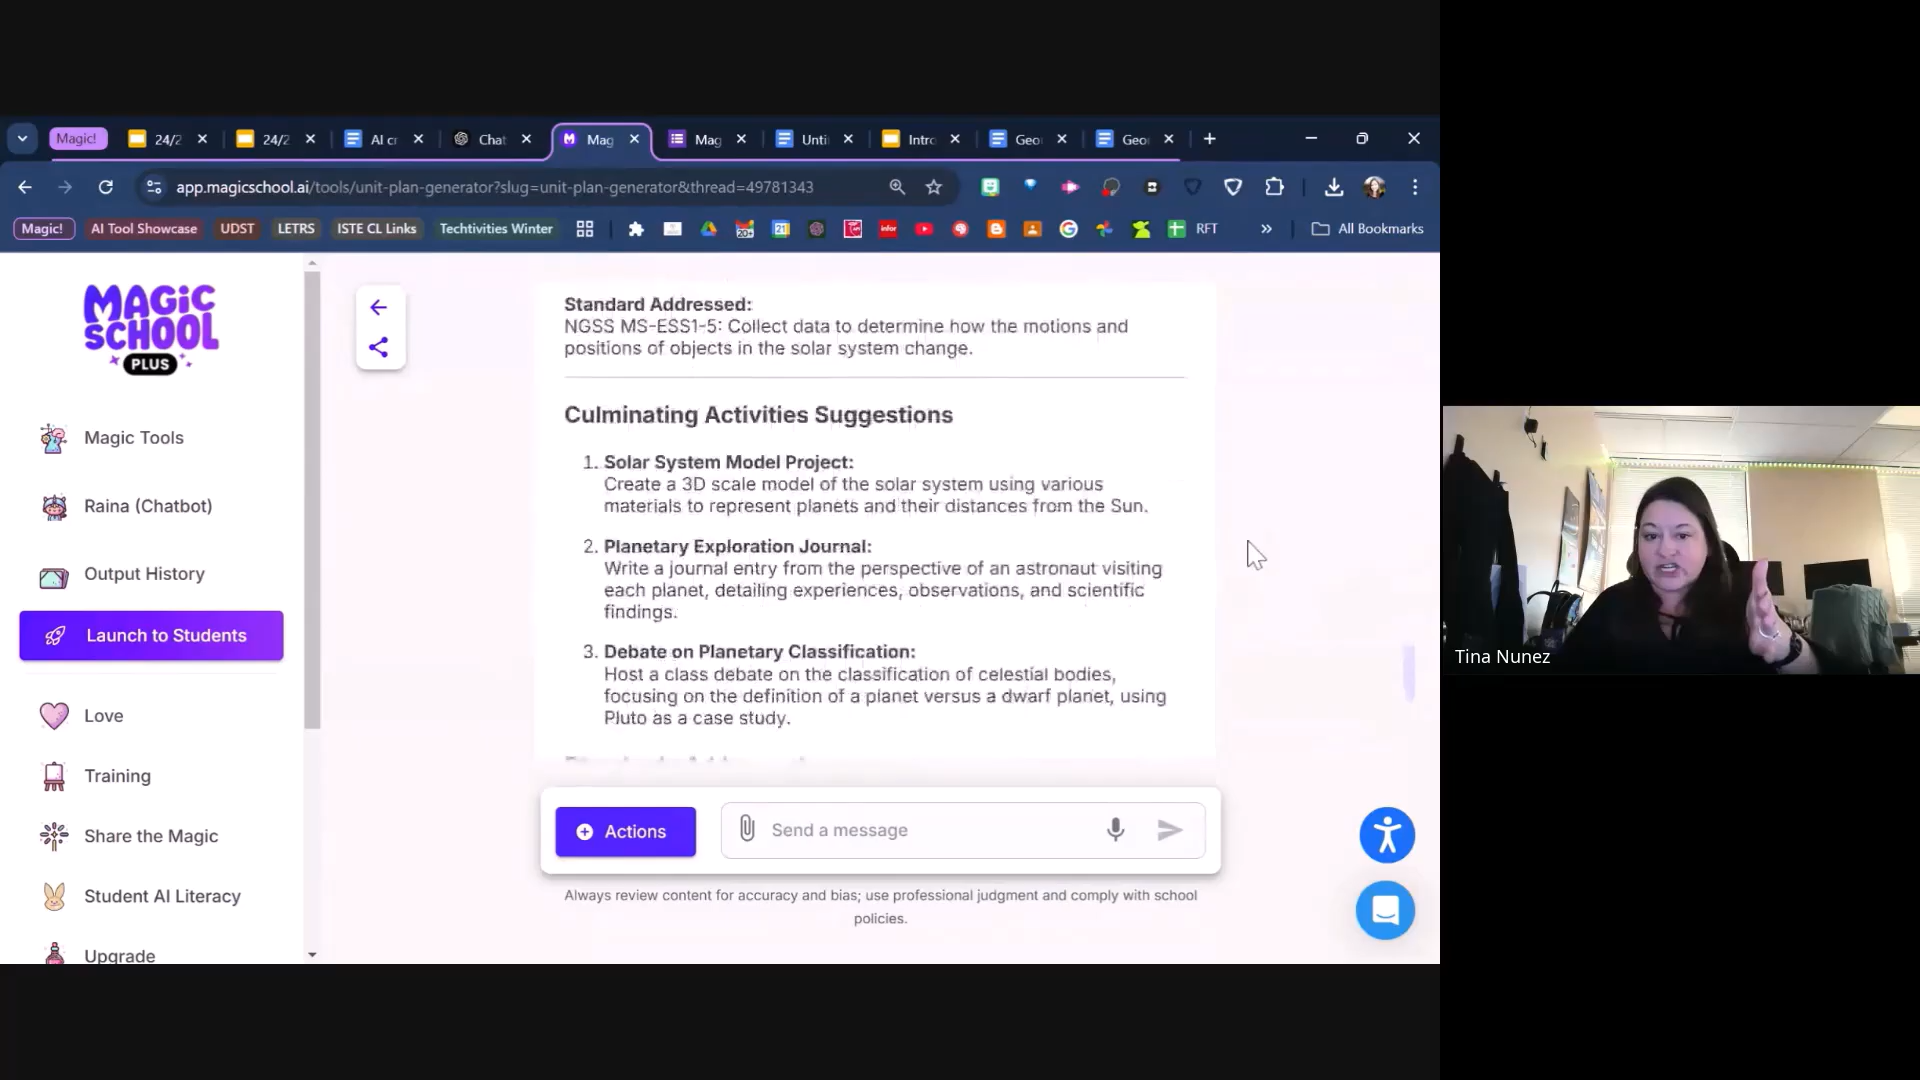 Magic!
24/2
24/2
AI cr
Chat
Mag
Mag
Unti
Intro
Geo
Geo
app.magicschool.ai/tools/unit-plan-generator?slug=unit-plan-generator&thread=49781343
Magic!
AI Tool Showcase
UDST
LETRS
ISTE CL Links
Techtivities Winter
RFT
All Bookmarks
MAGIC
SCHOOL
PLUS
Magic Tools
Raina (Chatbot)
Output History
Launch to Students
Love
Training
Share the Magic
Student AI Literacy
Upgrade
Standard Addressed:
NGSS MS-ESS1-5: Collect data to determine how the motions and
positions of objects in the solar system change.
Culminating Activities Suggestions
1. Solar System Model Project:
Create a 3D scale model of the solar system using various
materials to represent planets and their distances from the Sun.
2. Planetary Exploration Journal:
Write a journal entry from the perspective of an astronaut visiting
each planet, detailing experiences, observations, and scientific
findings.
3. Debate on Planetary Classification:
Host a class debate on the classification of celestial bodies,
focusing on the definition of a planet versus a dwarf planet, using
Pluto as a case study.
Actions
Send a message
Always review content for accuracy and bias; use professional judgment and comply with school
policies.
Tina Nunez